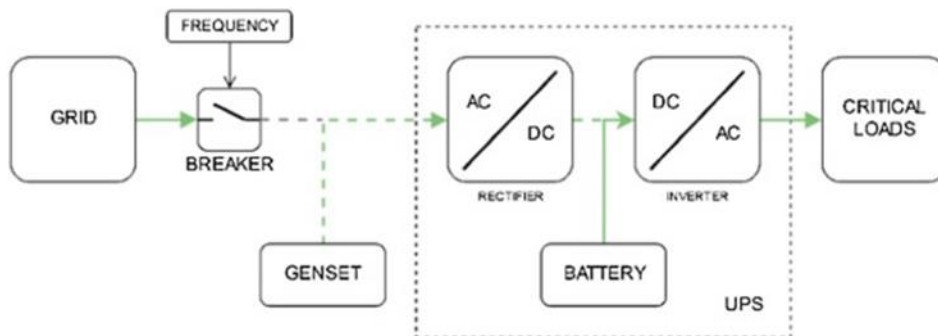 FREQUENCY
GRID
BREAKER
AC
DC
RECTIFIER
DC
AC
INVERTER
CRITICAL
LOADS
GENSET
BATTERY
UPS